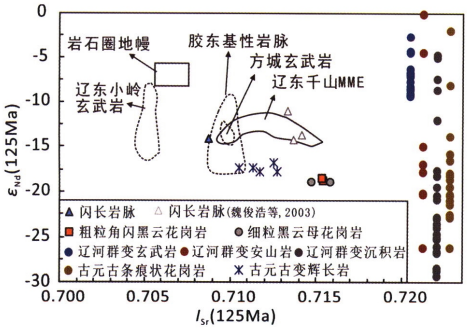 0
岩石圈地幔
胶东基性岩脉
方城玄武岩
辽东千山MME
-5
辽东小岭
玄武岩
-10
-15
εNd(125Ma)
-20
闪长岩脉 闪长岩脉(魏俊浩等,2003)
粗粒角闪黑云花岗岩 细粒黑云母花岗岩
-25
辽河群变玄武岩 辽河群变安山岩 辽河群变沉积岩
古元古条痕状花岗岩 古元古变辉长岩
-30
0.700 0.705 0.710 0.715 0.720
ISr(125Ma)